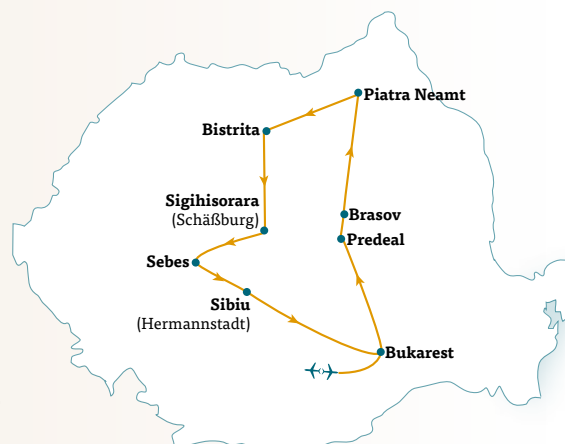 Piatra Neamt
Bistrita
Sigihisorara
(Schäßburg)
Brasov
Predeal
Sebes
Sibiu
(Hermannstadt)
Bukarest